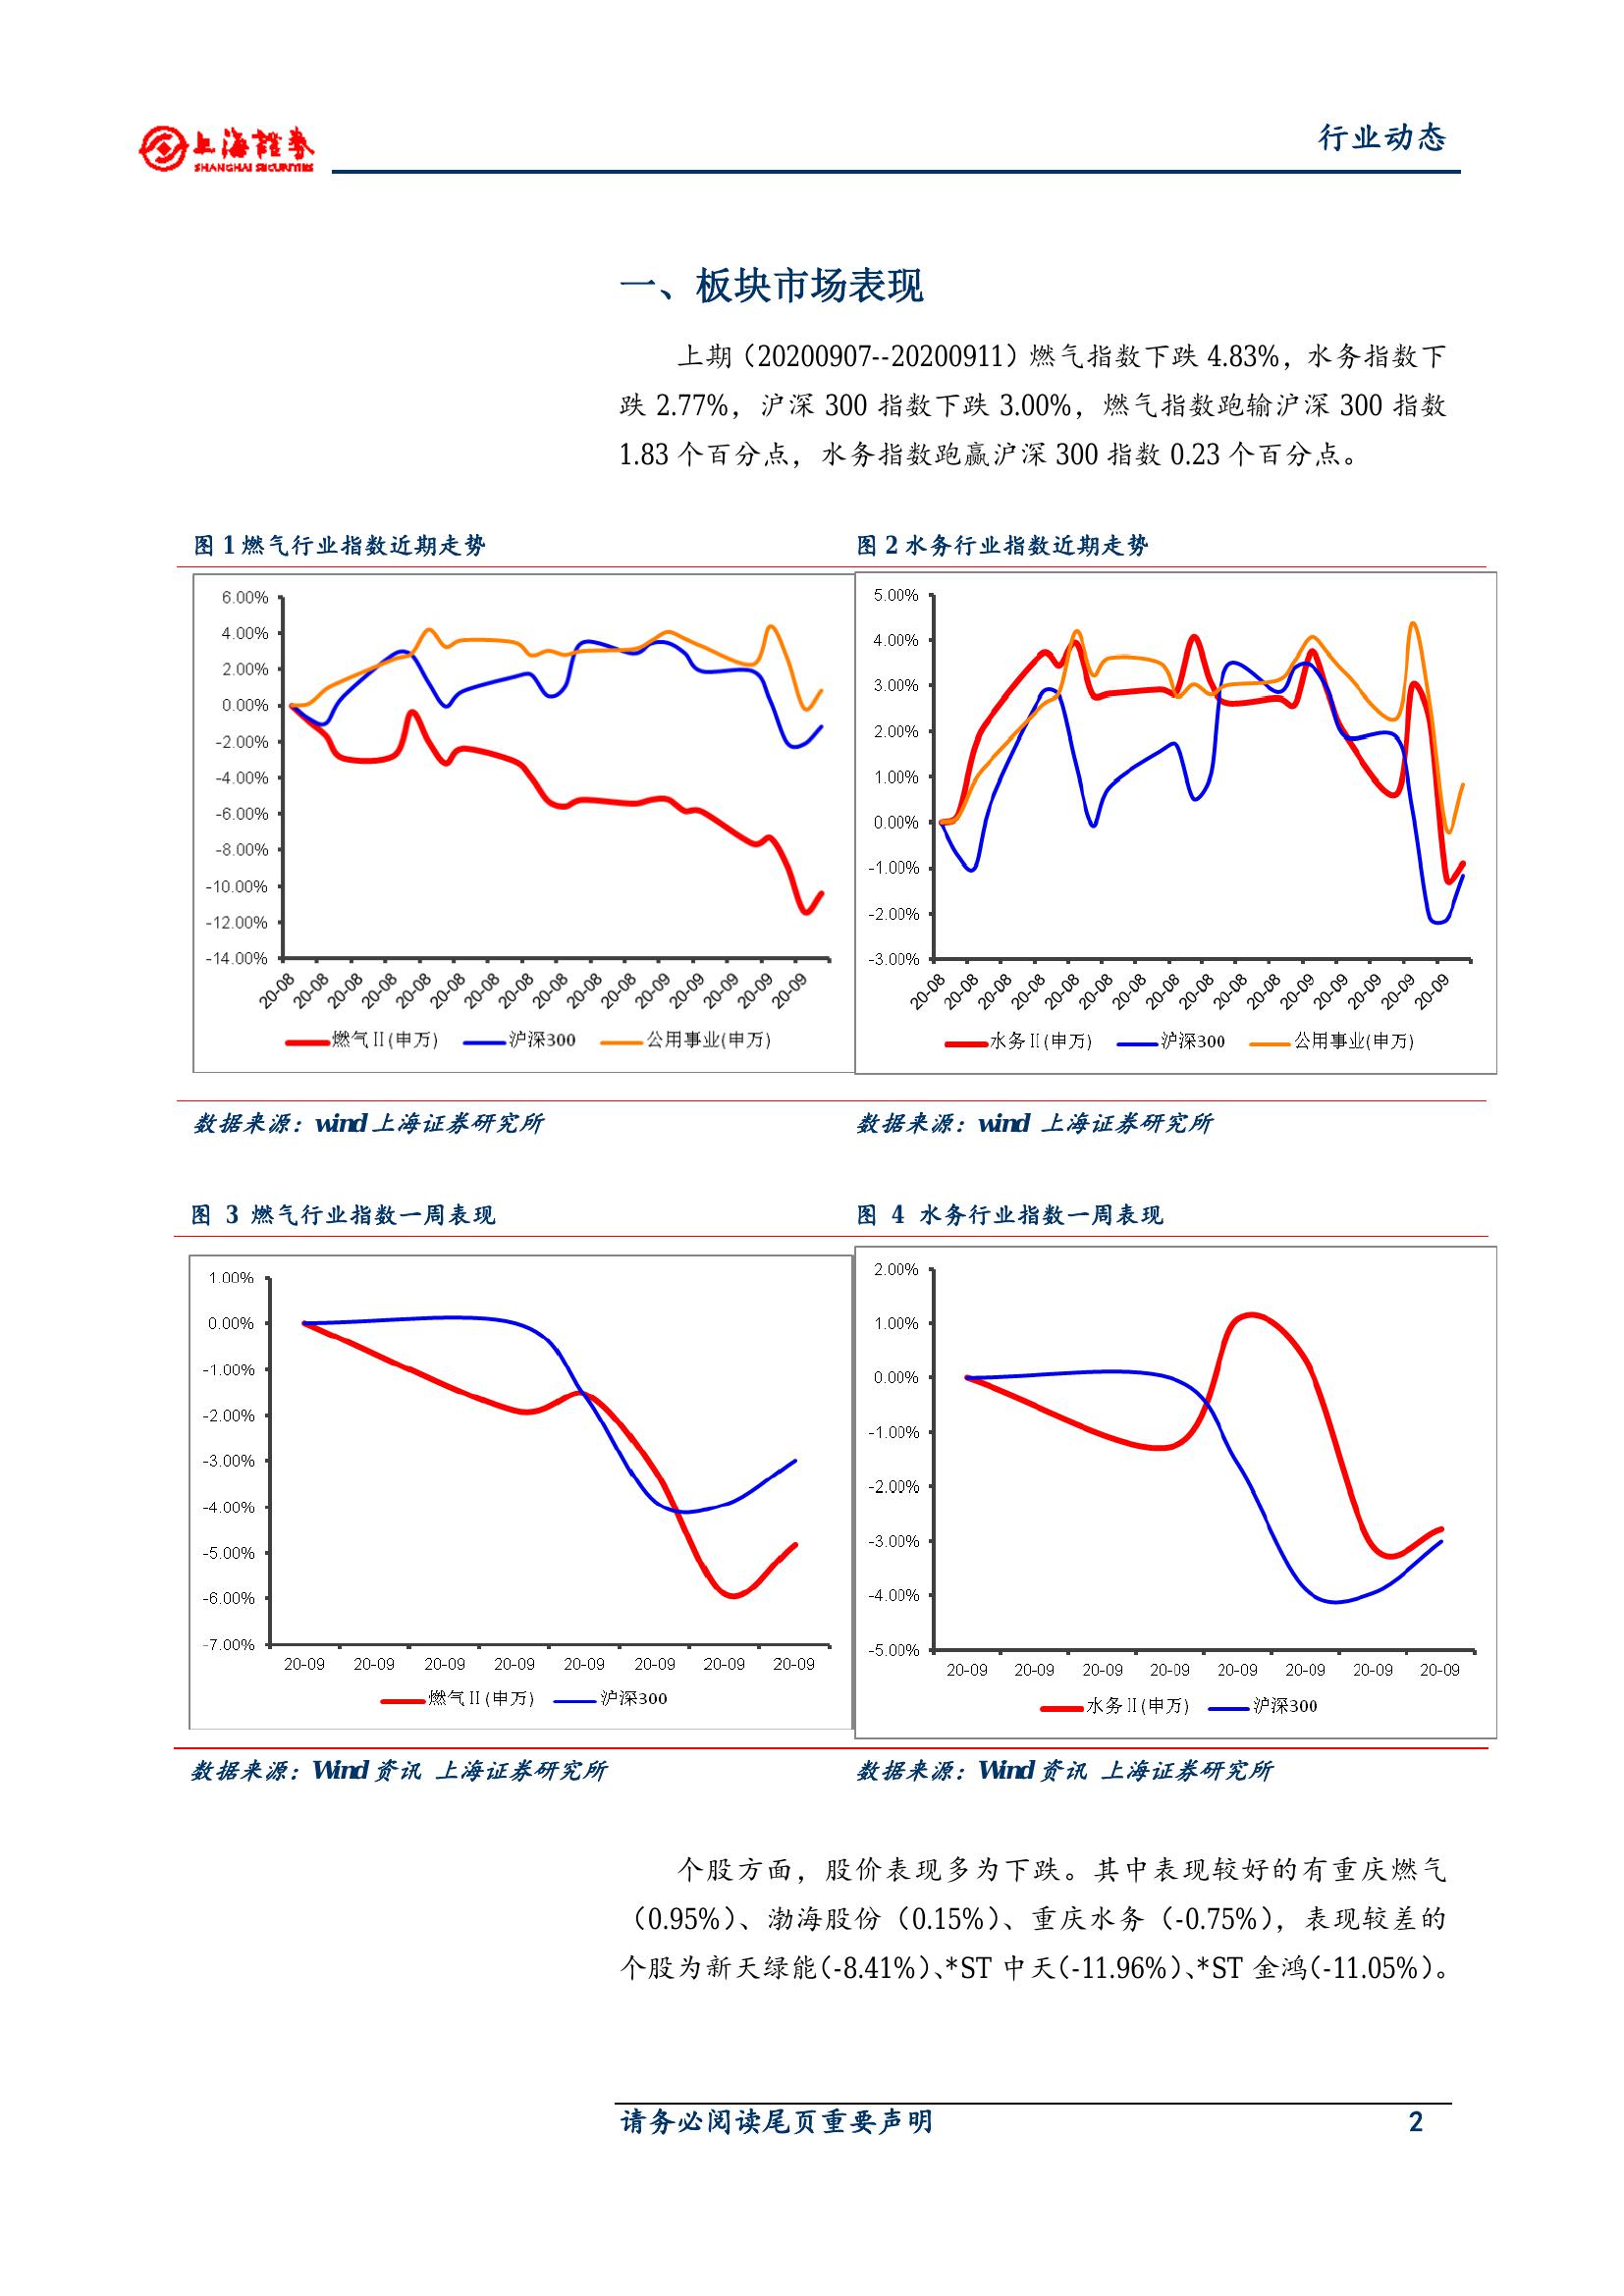 上海證券
SHANGHAI SECURITIES
行业动态
一、板块市场表现
上期（20200907--20200911）燃气指数下跌 4.83%，水务指数下
跌 2.77%，沪深 300 指数下跌 3.00%，燃气指数跑输沪深 300 指数
1.83 个百分点，水务指数跑赢沪深 300 指数 0.23 个百分点。
图 1 燃气行业指数近期走势
6.00%
4.00%
2.00%
0.00%
-2.00%
-4.00%
-6.00%
-8.00%
-10.00%
-12.00%
-14.00%
20-08 20-08 20-08 20-08 20-08 20-08 20-08 20-08 20-08 20-08 20-08 20-09 20-09 20-09 20-09 20-09
燃气Ⅱ(申万) 沪深300 公用事业(申万)
数据来源：wind 上海证券研究所
图 2 水务行业指数近期走势
5.00%
4.00%
3.00%
2.00%
1.00%
0.00%
-1.00%
-2.00%
-3.00%
20-08 20-08 20-08 20-08 20-08 20-08 20-08 20-08 20-08 20-08 20-08 20-09 20-09 20-09 20-09 20-09
水务Ⅱ(申万) 沪深300 公用事业(申万)
数据来源：wind 上海证券研究所
图 3 燃气行业指数一周表现
1.00%
0.00%
-1.00%
-2.00%
-3.00%
-4.00%
-5.00%
-6.00%
-7.00%
20-09 20-09 20-09 20-09 20-09 20-09 20-09 20-09
燃气Ⅱ(申万) 沪深300
数据来源：Wind 资讯 上海证券研究所
图 4 水务行业指数一周表现
2.00%
1.00%
0.00%
-1.00%
-2.00%
-3.00%
-4.00%
-5.00%
20-09 20-09 20-09 20-09 20-09 20-09 20-09 20-09
水务Ⅱ(申万) 沪深300
数据来源：Wind 资讯 上海证券研究所
个股方面，股价表现多为下跌。其中表现较好的有重庆燃气
（0.95%）、渤海股份（0.15%）、重庆水务（-0.75%），表现较差的
个股为新天绿能（-8.41%）、*ST 中天（-11.96%）、*ST 金鸿（-11.05%）。
请务必阅读尾页重要声明 2